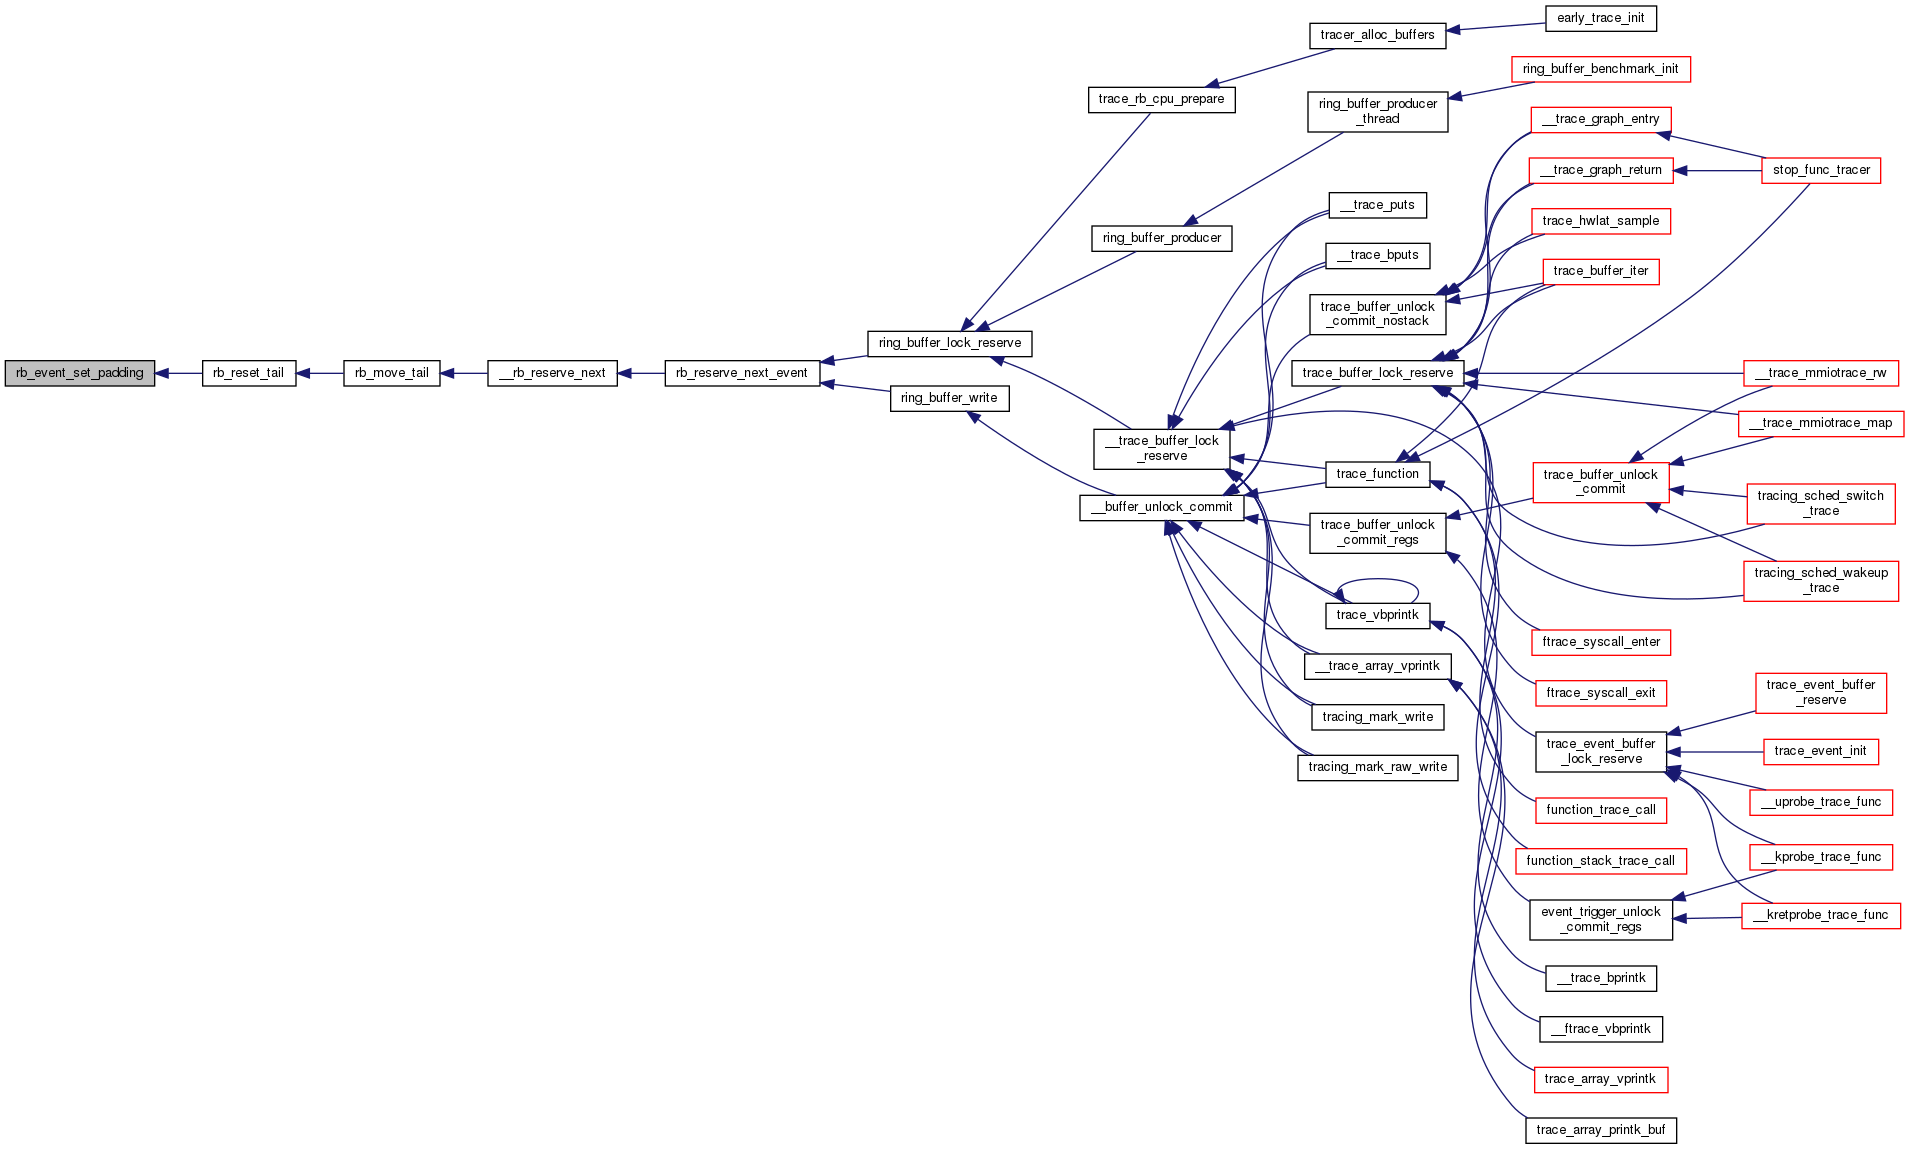 rb_event_set_padding
rb_reset_tail
rb_move_tail
__rb_reserve_next
rb_reserve_next_event
ring_buffer_lock_reserve
ring_buffer_write
trace_rb_cpu_prepare
ring_buffer_producer
__trace_buffer_lock
_reserve
__buffer_unlock_commit
tracer_alloc_buffers
ring_buffer_producer
_thread
__trace_puts
__trace_bputs
trace_buffer_unlock
_commit_nostack
trace_buffer_lock_reserve
trace_function
trace_buffer_unlock
_commit_regs
trace_vbprintk
__trace_array_vprintk
tracing_mark_write
tracing_mark_raw_write
early_trace_init
ring_buffer_benchmark_init
__trace_graph_entry
__trace_graph_return
trace_hwlat_sample
trace_buffer_iter
trace_buffer_unlock
_commit
ftrace_syscall_enter
ftrace_syscall_exit
trace_event_buffer
_lock_reserve
function_trace_call
function_stack_trace_call
event_trigger_unlock
_commit_regs
__trace_bprintk
__ftrace_vbprintk
trace_array_vprintk
trace_array_printk_buf
stop_func_tracer
__trace_mmiotrace_rw
__trace_mmiotrace_map
tracing_sched_switch
_trace
tracing_sched_wakeup
_trace
trace_event_buffer
_reserve
trace_event_init
__uprobe_trace_func
__kprobe_trace_func
__kretprobe_trace_func